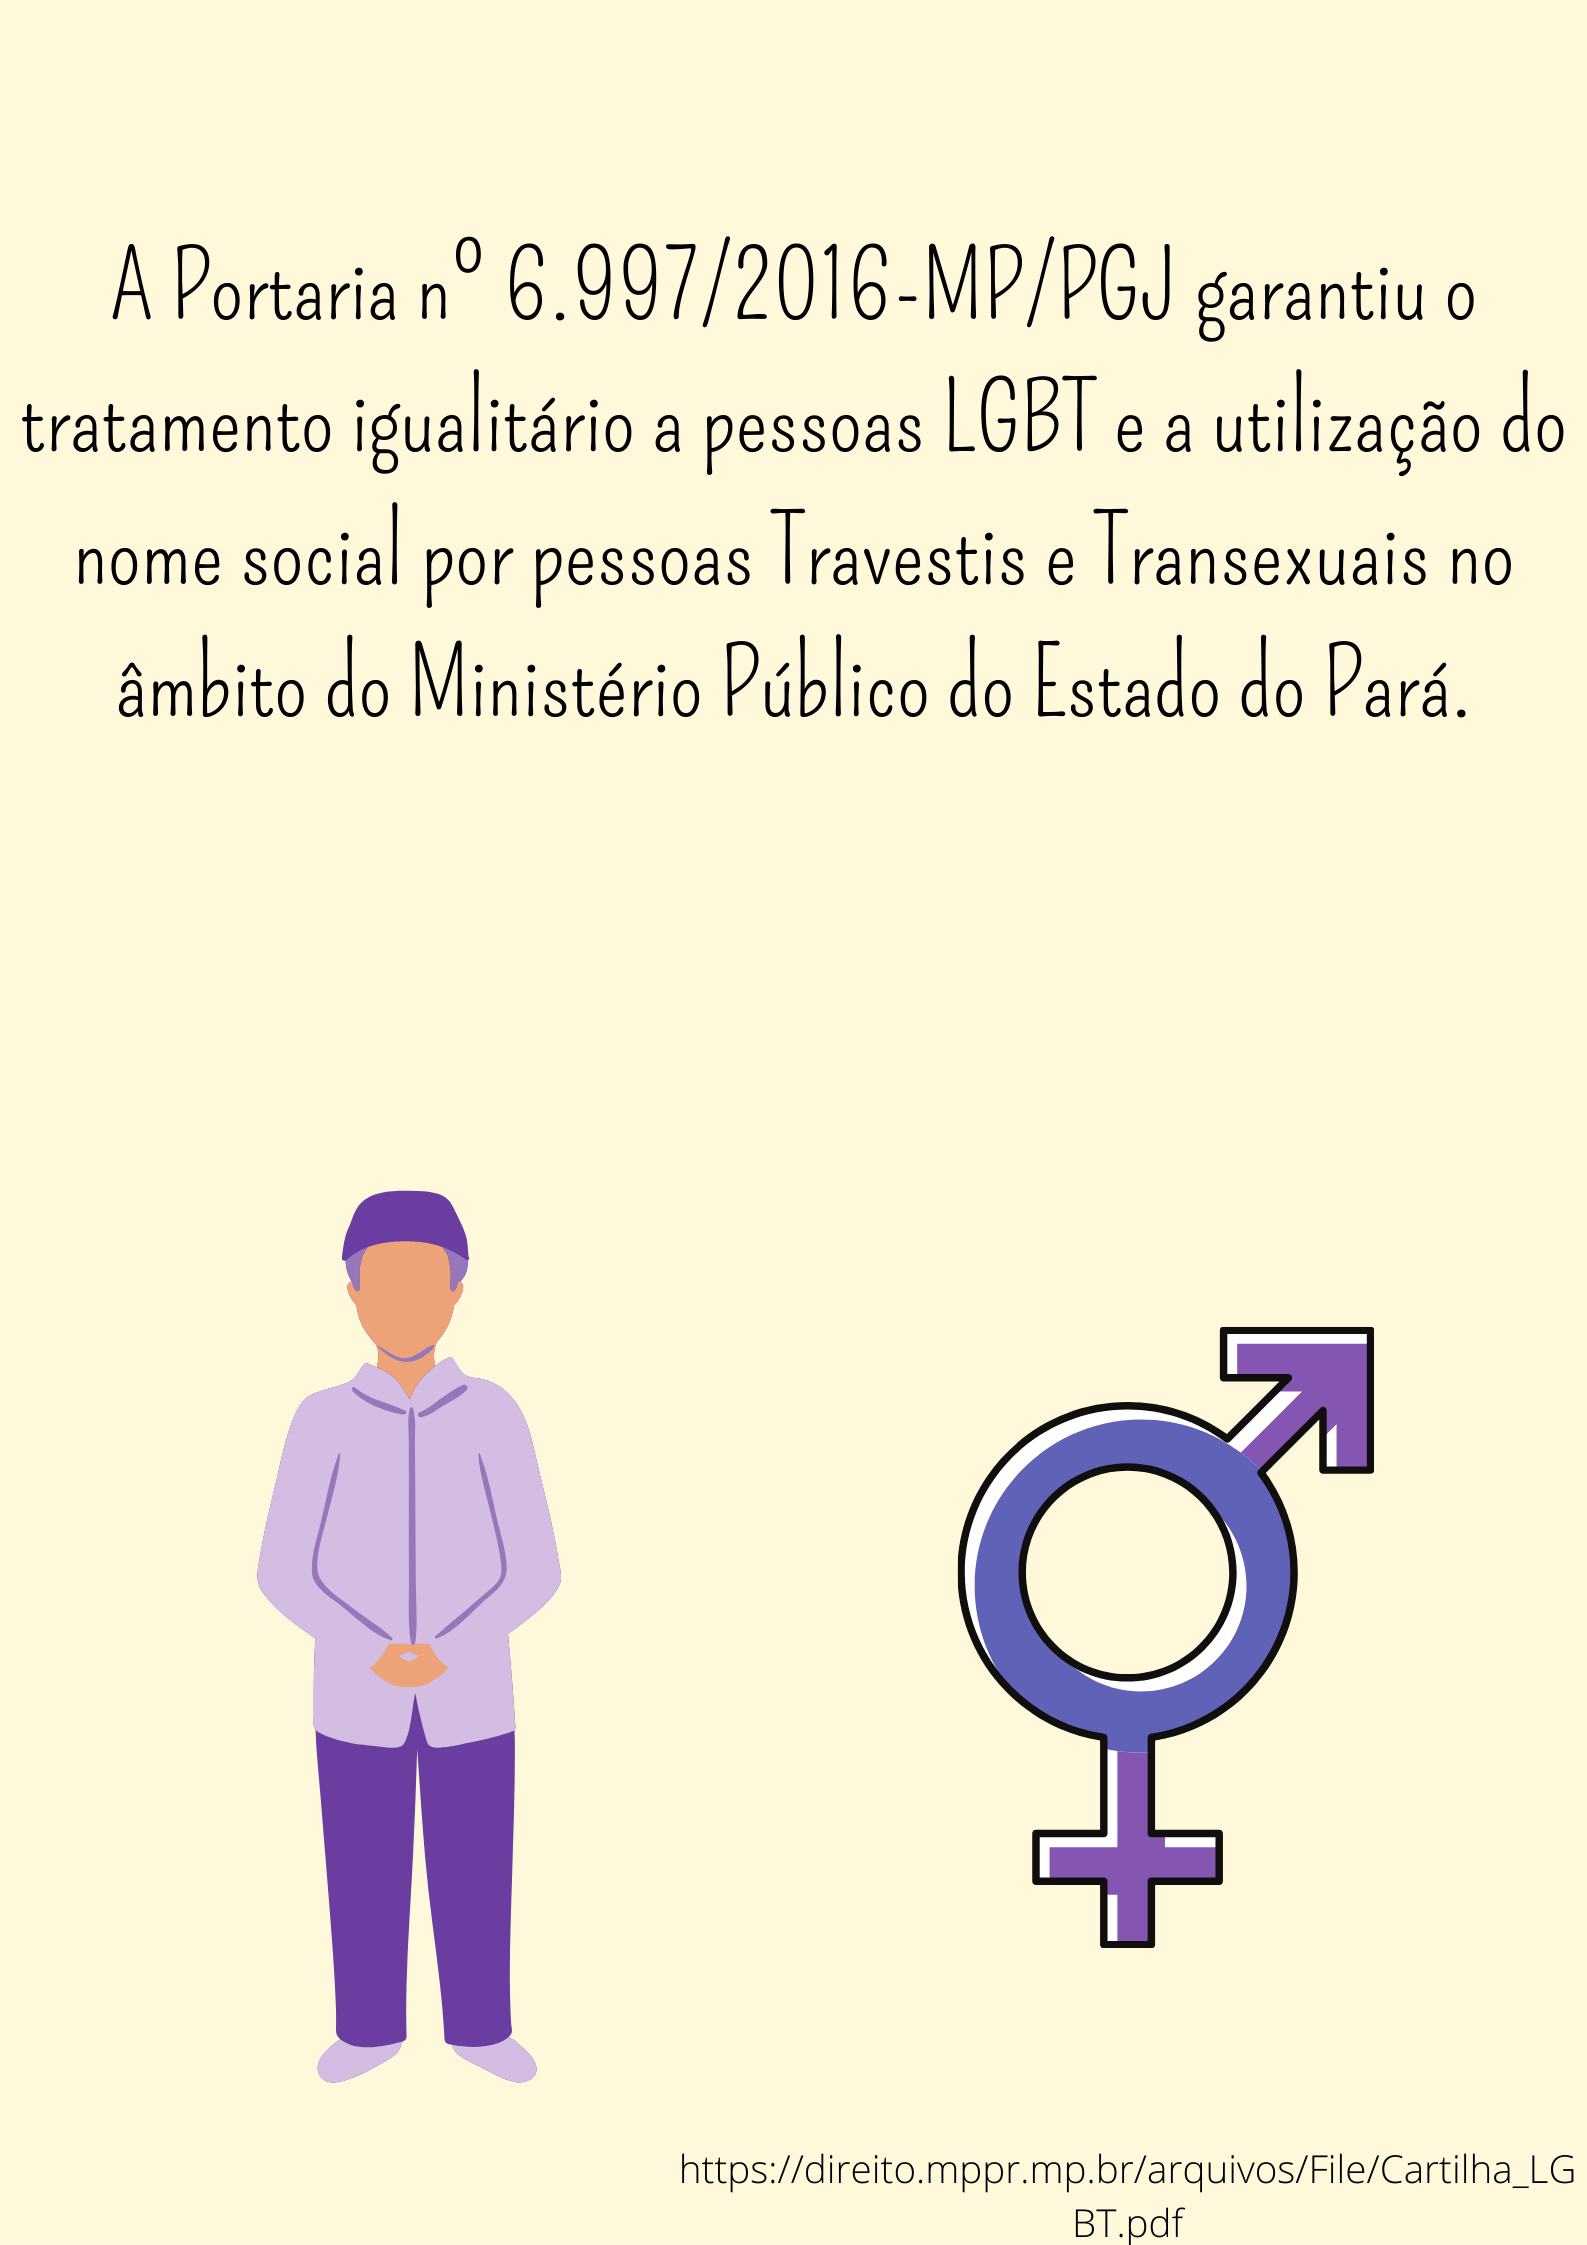 A Portaria nº 6.997/2016-MP/PGJ garantiu o
tratamento igualitário a pessoas LGBT e a utilização do
nome social por pessoas Travestis e Transexuais no
âmbito do Ministério Público do Estado do Pará.
https://direito.mppr.mp.br/arquivos/File/Cartilha_LG
BT.pdf